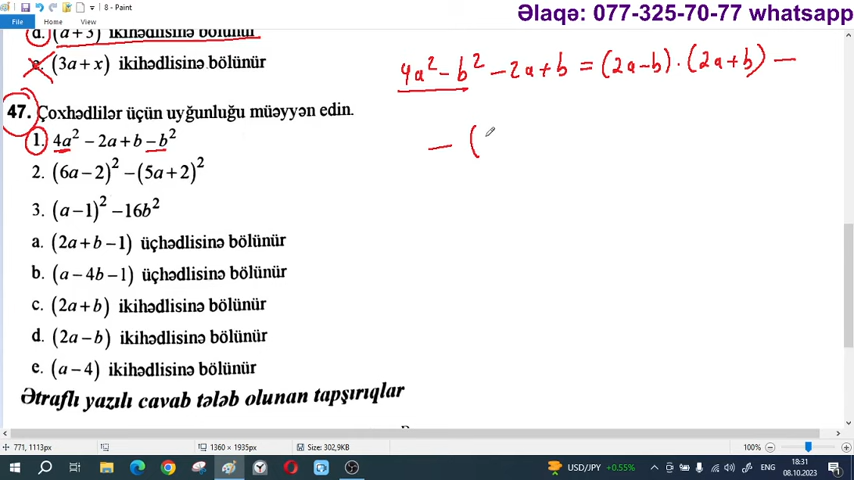 8 - Paint
Əlaqə: 077-325-70-77 whatsapp
File Home View
d. (a+3) ikihədlisinə bölünür
e. (3a + x) ikihədlisinə bölünür
4a² − b² − 2a + b = (2a − b) · (2a + b) −
− (
47. Çoxhədlilər üçün uyğunluğu müəyyən edin.
1. 4a² − 2a + b − b²
2. (6a − 2)² − (5a + 2)²
3. (a − 1)² − 16b²
a. (2a + b − 1) üçhədlisinə bölünür
b. (a − 4b − 1) üçhədlisinə bölünür
c. (2a + b) ikihədlisinə bölünür
d. (2a − b) ikihədlisinə bölünür
e. (a − 4) ikihədlisinə bölünür
Ətraflı yazılı cavab tələb olunan tapşırıqlar
771, 1113px 1360 × 1935px Size: 302,9KB 100%
USD/JPY +0.55% ENG 18:31
08.10.2023